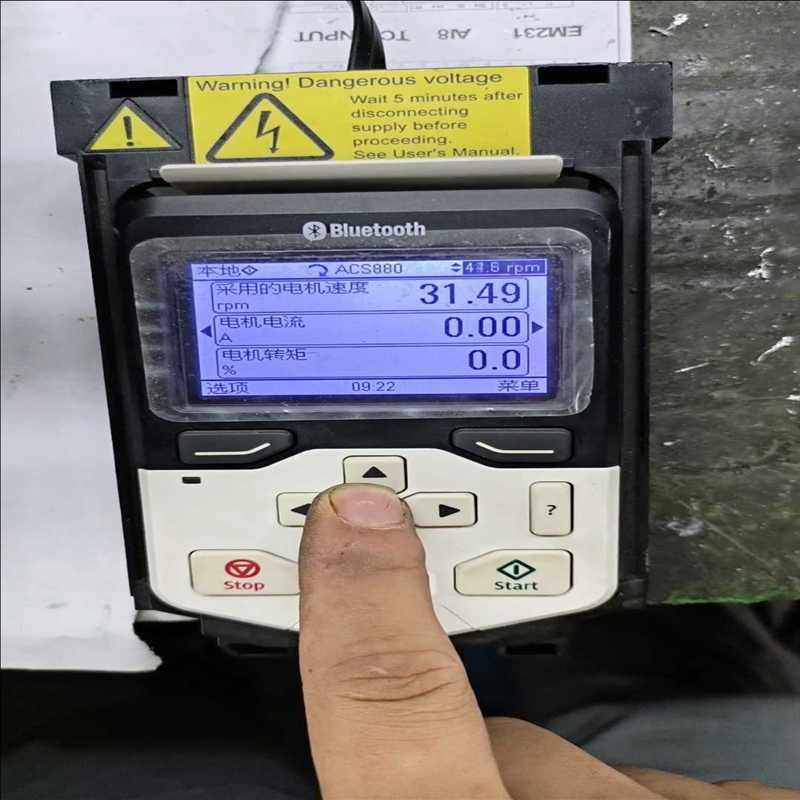 EM231 AI8 TC INPUT
Warning! Dangerous voltage
Wait 5 minutes after
disconnecting
supply before
proceeding.
See User's Manual.
Bluetooth
本地 ACS880 rpm
采用的电机速度 31.49
rpm
电机电流 0.00
A
电机转矩 0.0
%
选项 09:22 菜单
?
Stop Start